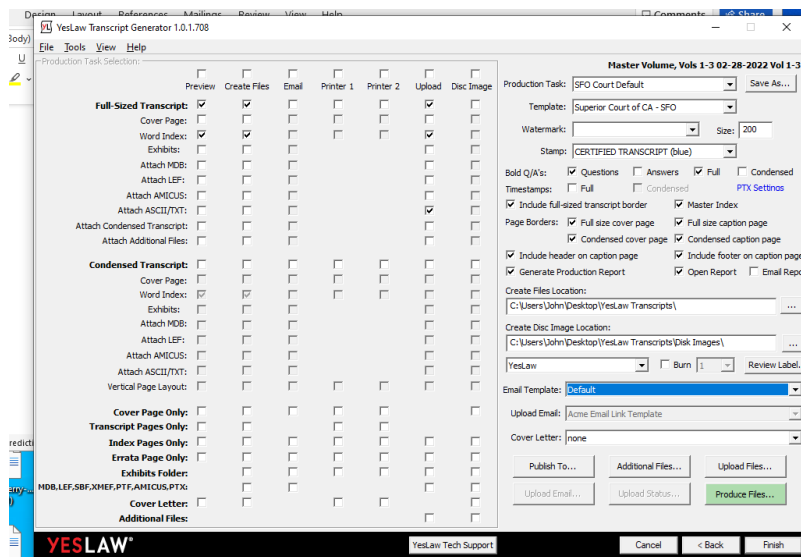 Design Layout References Mailings Review View Help Comments Share
YL YesLaw Transcript Generator 1.0.1.708
Body)
File Tools View Help
U
Production Task Selection:
Master Volume, Vols 1-3 02-28-2022 Vol 1-3
Preview Create Files Email Printer 1 Printer 2 Upload Disc Image
Production Task: SFO Court Default Save As...
Full-Sized Transcript:
Template: Superior Court of CA - SFO
Cover Page:
Watermark: Size: 200
Word Index:
Exhibits:
Stamp: CERTIFIED TRANSCRIPT (blue)
Attach MDB:
Bold Q/A's: Questions Answers Full Condensed
Attach LEF:
Timestamps: Full Condensed PTX Settings
Attach AMICUS:
Include full-sized transcript border Master Index
Attach ASCII/TXT:
Page Borders: Full size cover page Full size caption page
Attach Condensed Transcript:
Condensed cover page Condensed caption page
Attach Additional Files:
Include header on caption page Include footer on caption page
Condensed Transcript:
Generate Production Report Open Report Email Repo
Cover Page:
Create Files Location:
Word Index:
C:\Users\John\Desktop\YesLaw Transcripts\ ...
Exhibits:
Attach MDB:
Create Disc Image Location:
Attach LEF:
C:\Users\John\Desktop\YesLaw Transcripts\Disk Images\ ...
Attach AMICUS:
YesLaw Burn 1 Review Label.
Attach ASCII/TXT:
Vertical Page Layout:
Email Template: Default
Cover Page Only:
Upload Email: Acme Email Link Template
Transcript Pages Only:
Cover Letter: none
Index Pages Only:
redicti
Errata Page Only:
Publish To... Additional Files... Upload Files...
Exhibits Folder:
MDB,LEF,SBF,XMEF,PTF,AMICUS,PTX:
Upload Email... Upload Status... Produce Files...
Cover Letter:
Additional Files:
YESLAW YesLaw Tech Support Cancel < Back Finish